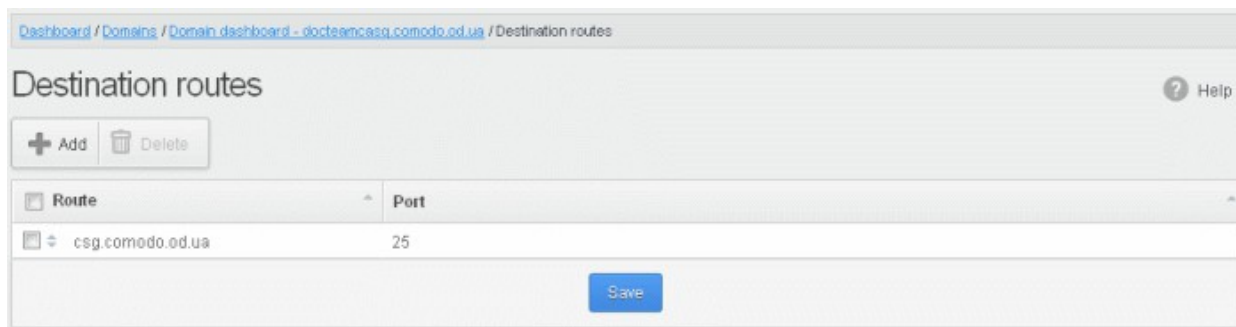 Dashboard / Domains / Domain dashboard - docteamcasg.comodo.od.ua / Destination routes
Destination routes
Help
Add Delete
Route Port
csg.comodo.od.ua 25
Save